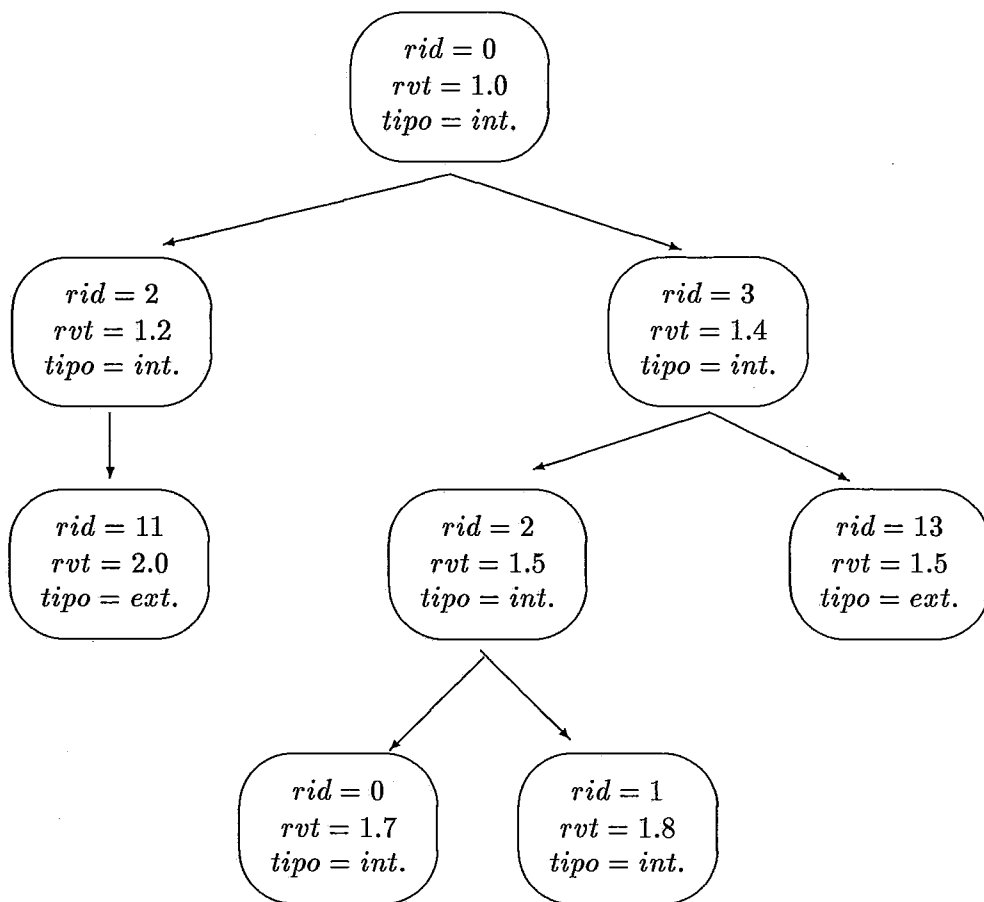 rid = 0
rvt = 1.0
tipo = int.
rid = 2
rvt = 1.2
tipo = int.
rid = 3
rvt = 1.4
tipo = int.
rid = 11
rvt = 2.0
tipo = ext.
rid = 2
rvt = 1.5
tipo = int.
rid = 13
rvt = 1.5
tipo = ext.
rid = 0
rvt = 1.7
tipo = int.
rid = 1
rvt = 1.8
tipo = int.